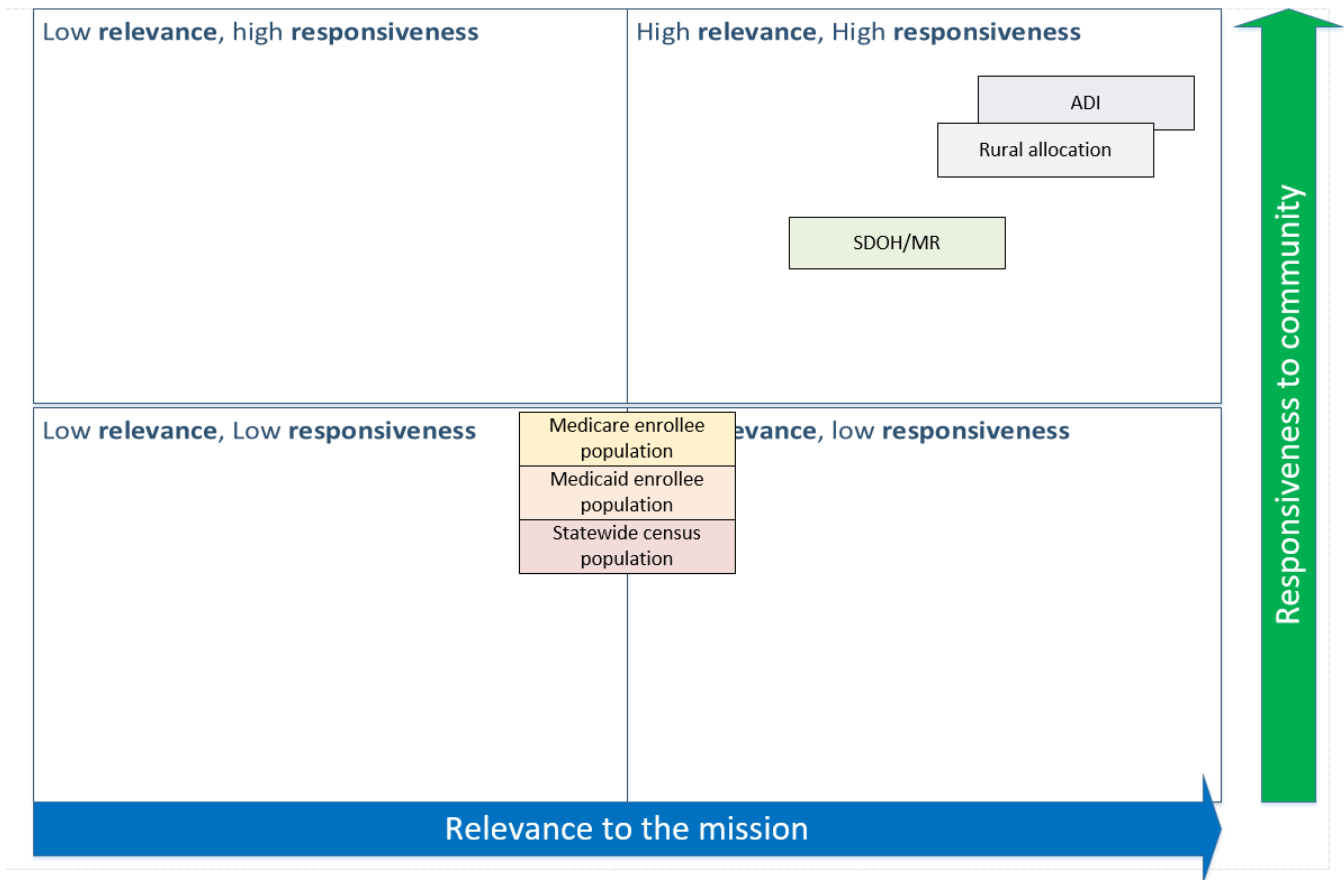 Low relevance, high responsiveness
High relevance, High responsiveness
ADI
Rural allocation
SDOH/MR
Low relevance, Low responsiveness
evance, low responsiveness
Medicare enrollee
population
Medicaid enrollee
population
Statewide census
population
Relevance to the mission
Responsiveness to community